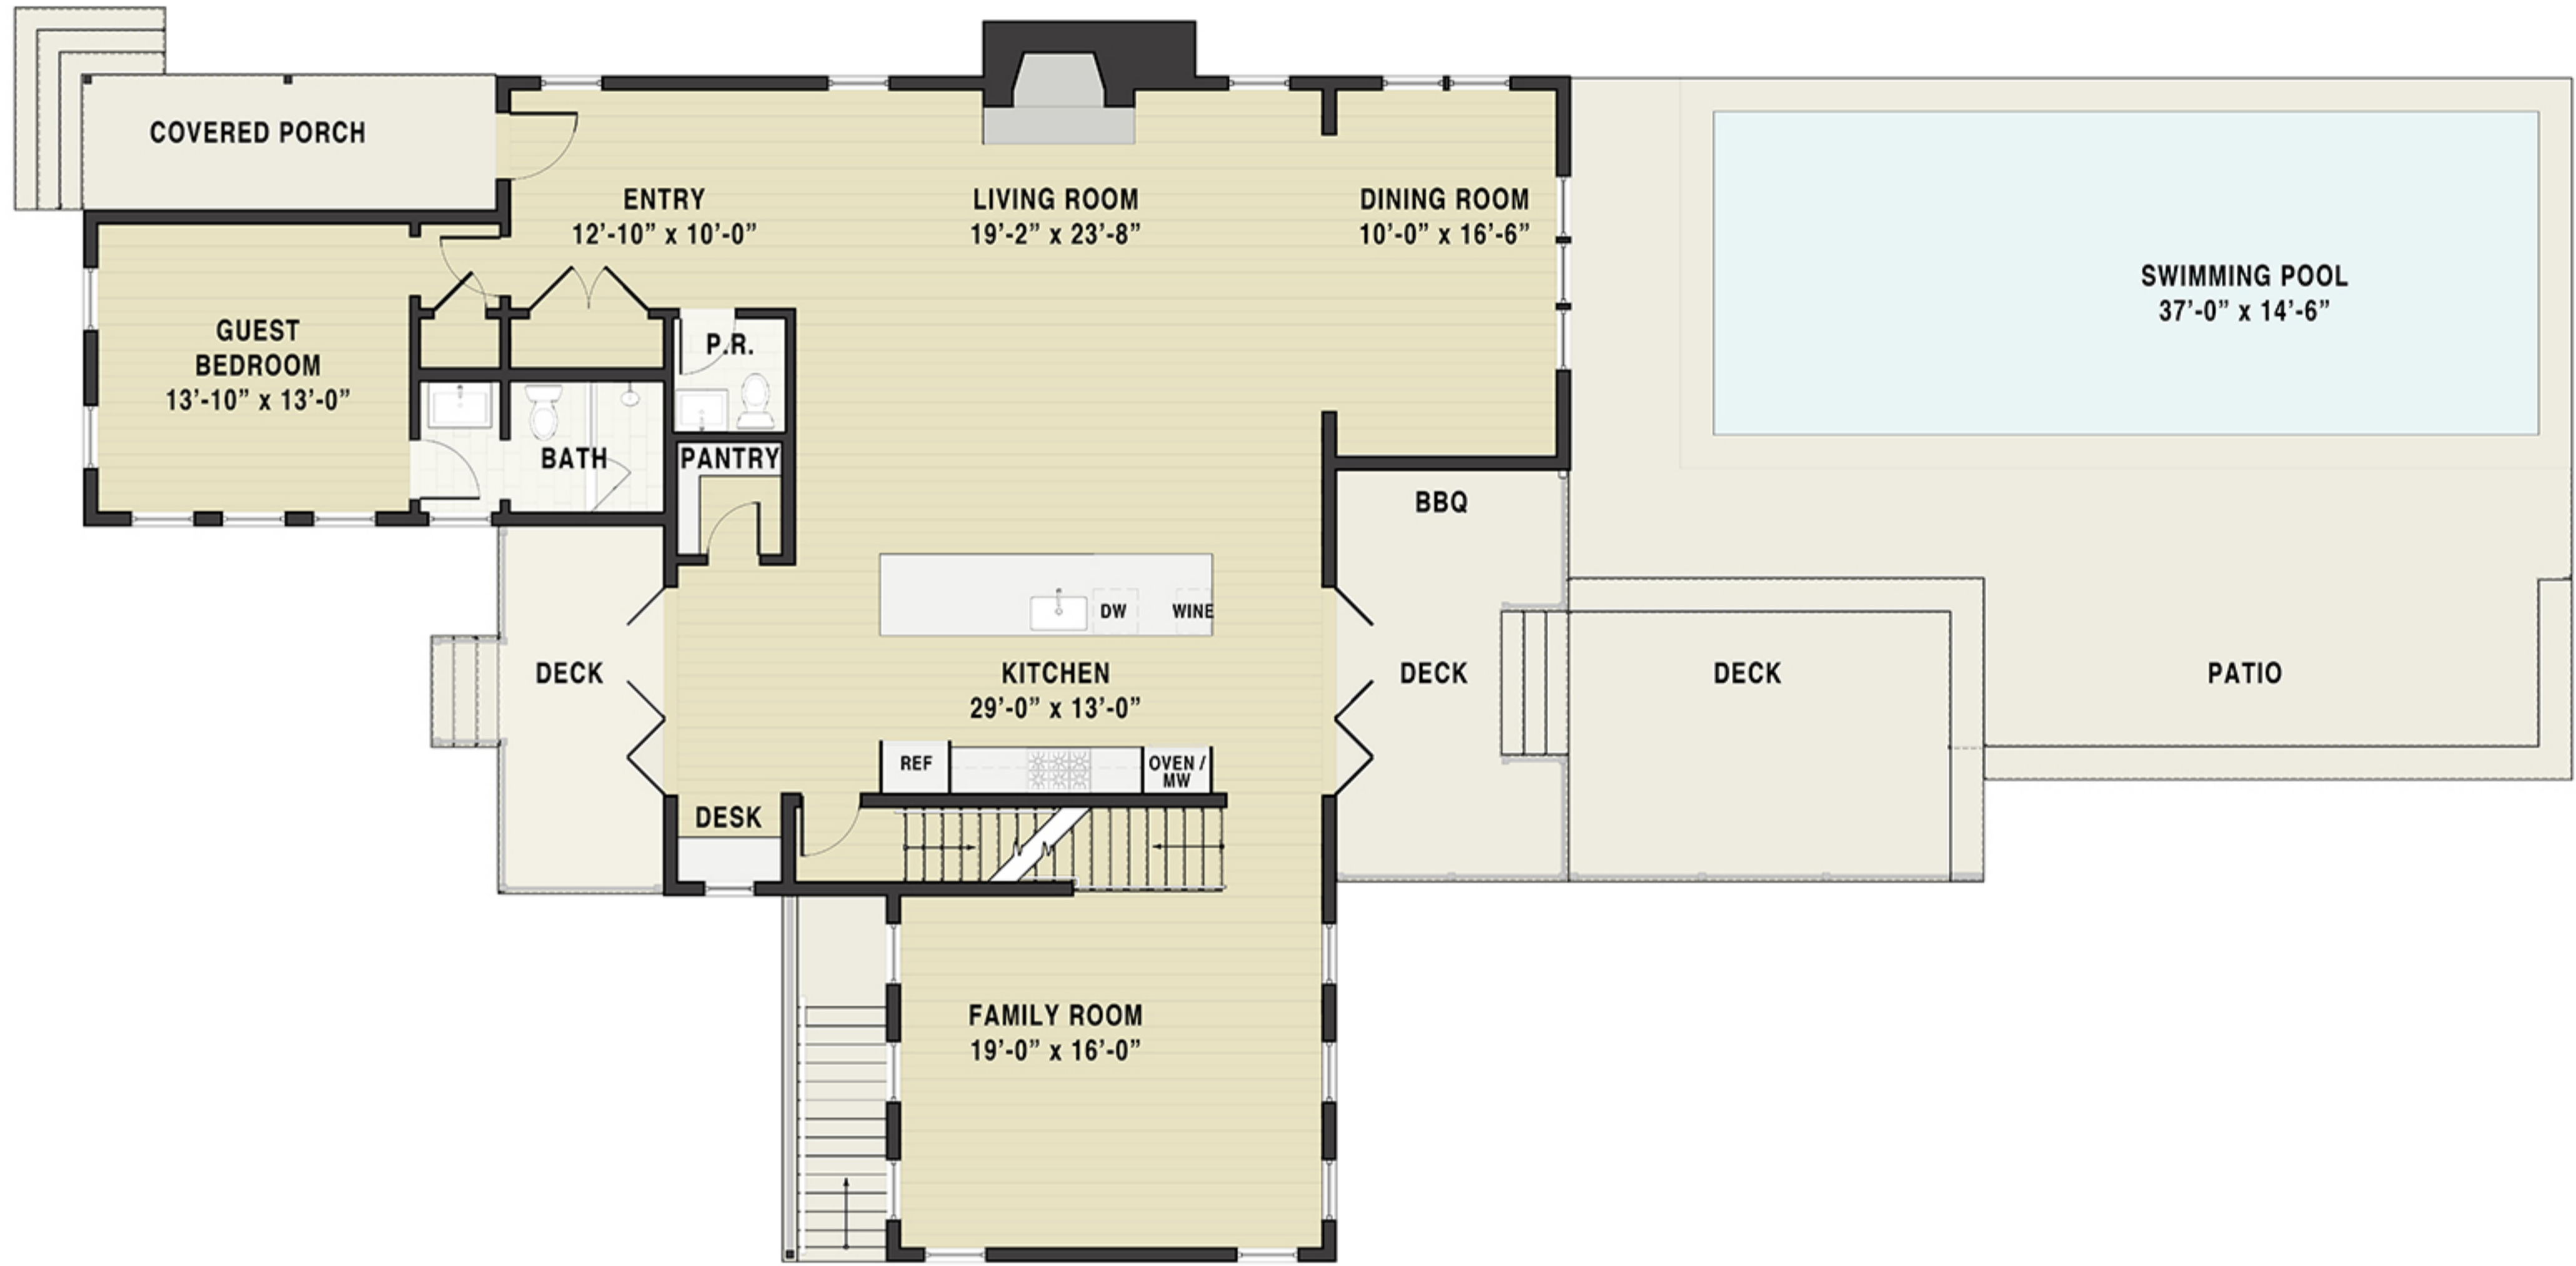 COVERED PORCH
ENTRY
12’-10” x 10’-0”
LIVING ROOM
19’-2” x 23’-8”
DINING ROOM
10’-0” x 16’-6”
SWIMMING POOL
37’-0” x 14’-6”
GUEST
BEDROOM
13’-10” x 13’-0”
P.R.
BATH
PANTRY
BBQ
DW
WINE
DECK
KITCHEN
29’-0” x 13’-0”
DECK
DECK
PATIO
REF
OVEN /
MW
DESK
FAMILY ROOM
19’-0” x 16’-0”